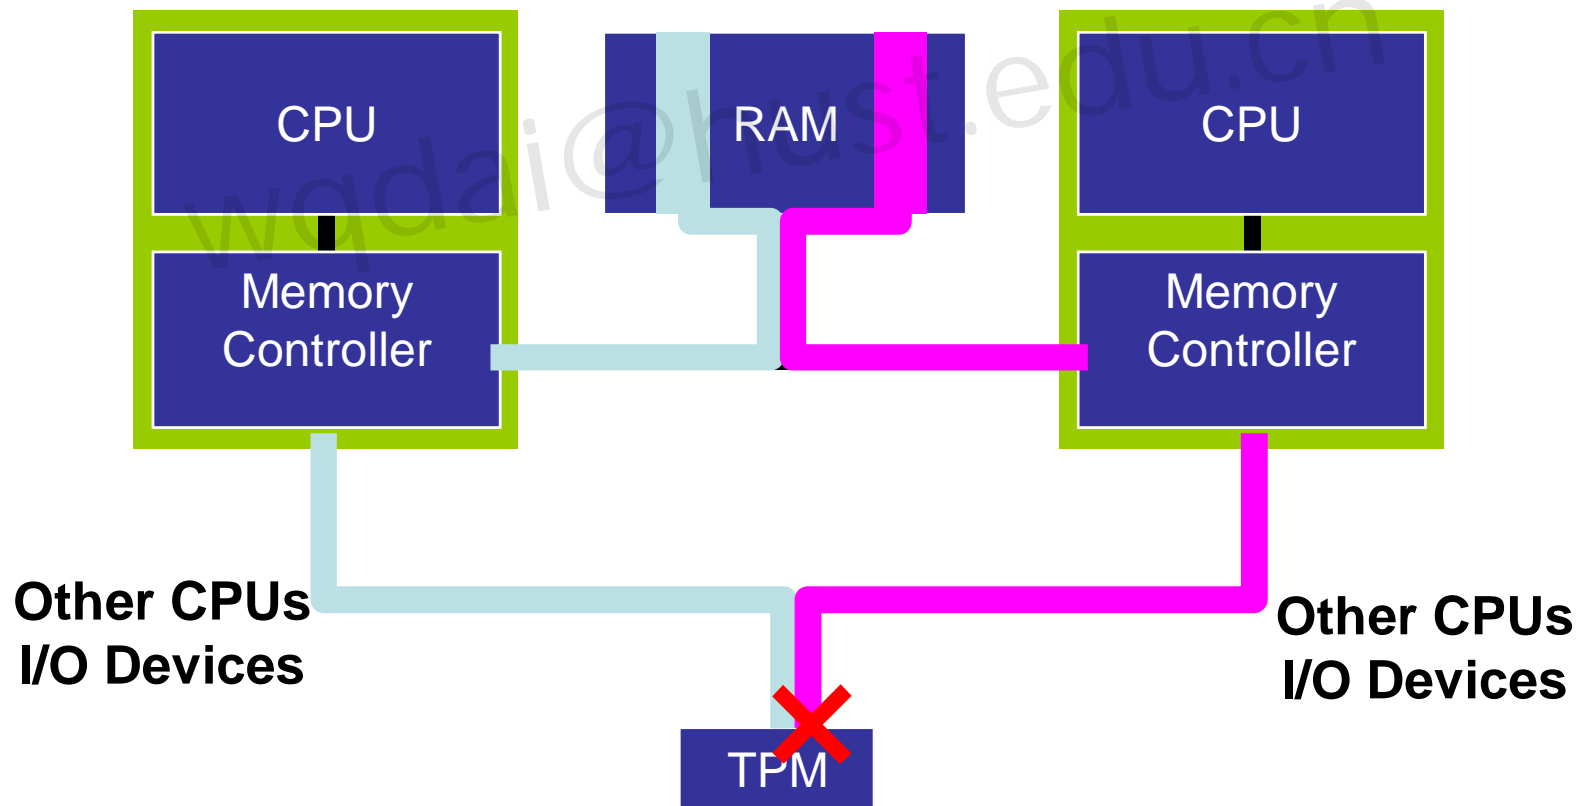 CPU
RAM
CPU
wqdai@hust.edu.cn
Memory
Controller
Memory
Controller
Other CPUs
I/O Devices
Other CPUs
I/O Devices
TPM